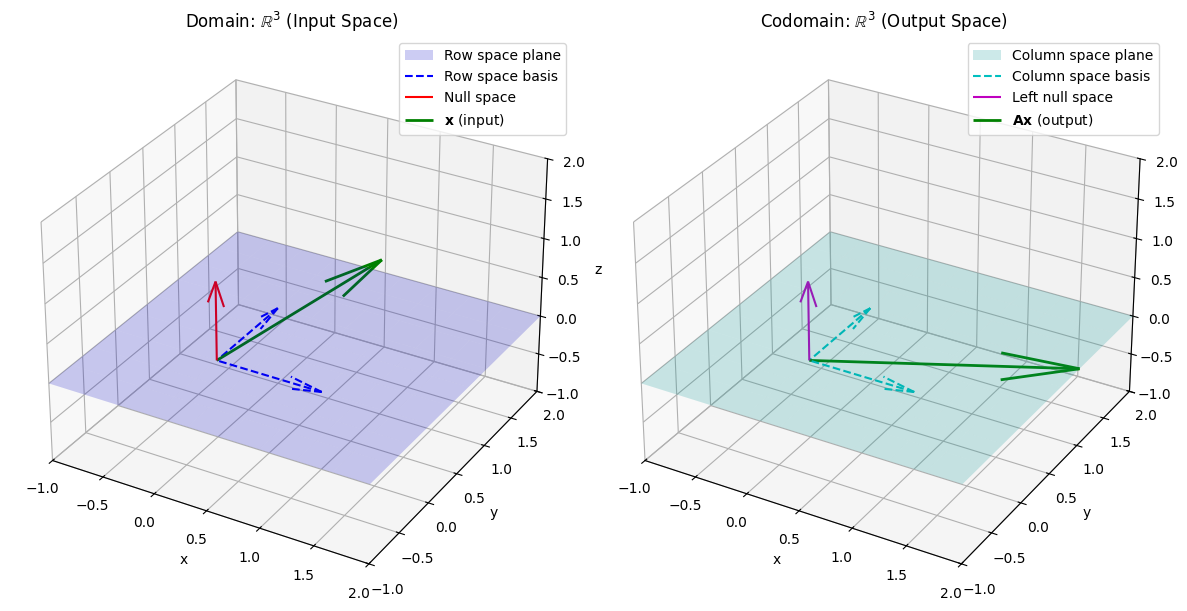 Domain: ℝ³ (Input Space)
Row space plane
Row space basis
Null space
x (input)
2.0
1.5
1.0
0.5
0.0
−0.5
−1.0
z
2.0
1.5
1.0
0.5
0.0
−0.5
−1.0
y
−1.0
−0.5
0.0
0.5
1.0
1.5
2.0
x
Codomain: ℝ³ (Output Space)
Column space plane
Column space basis
Left null space
Ax (output)
2.0
1.5
1.0
0.5
0.0
−0.5
−1.0
2.0
1.5
1.0
0.5
0.0
−0.5
−1.0
y
−1.0
−0.5
0.0
0.5
1.0
1.5
2.0
x